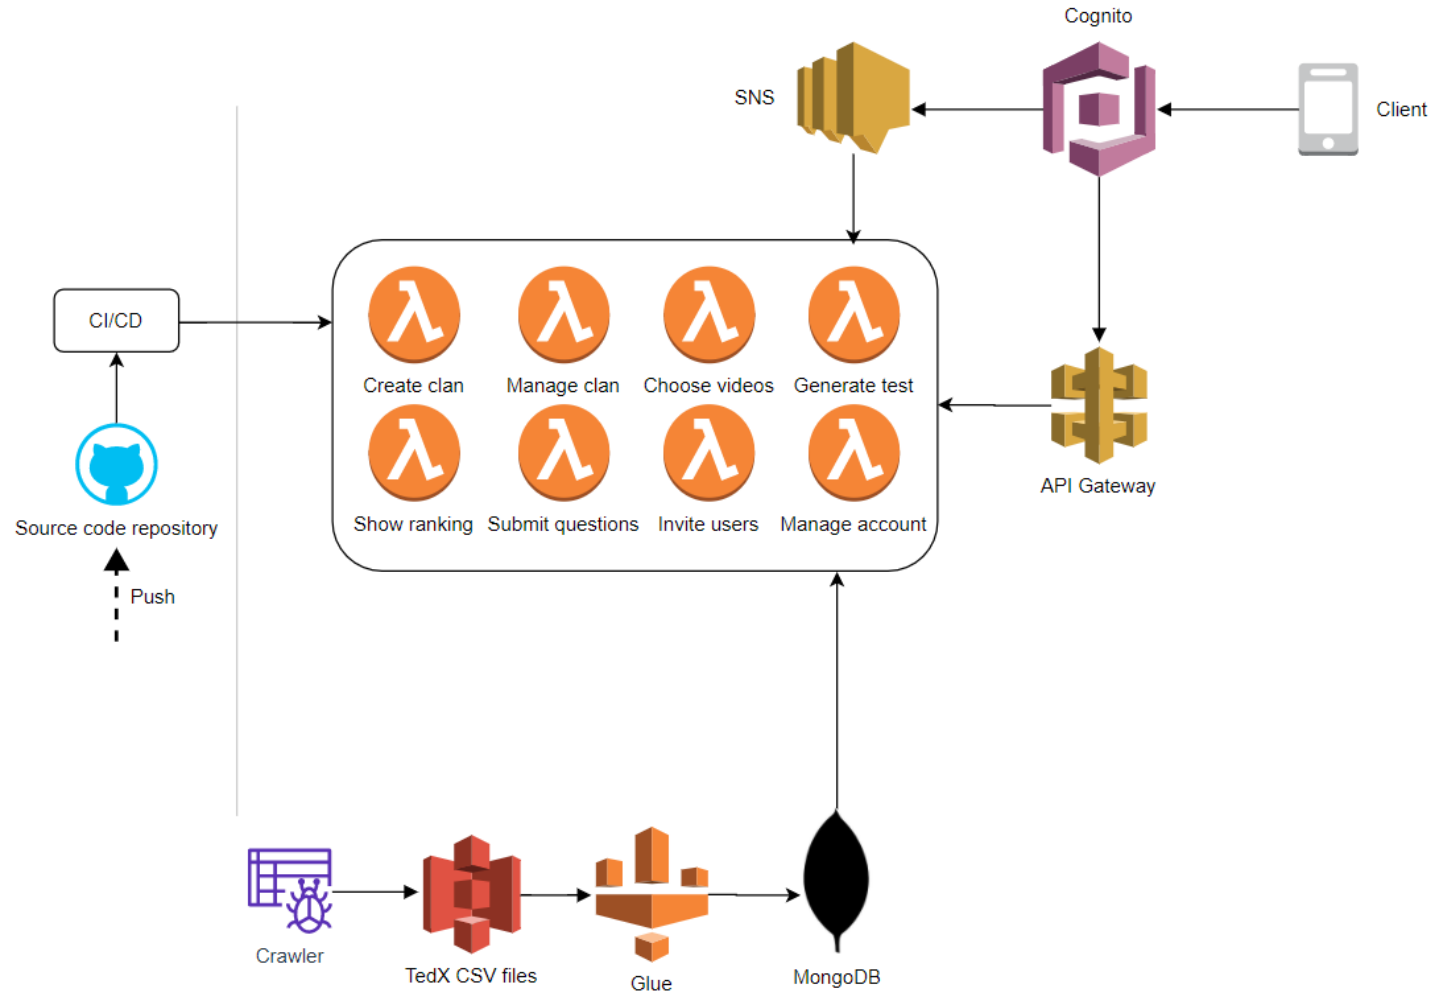 Cognito
SNS
Client
CI/CD
Create clan
Manage clan
Choose videos
Generate test
Show ranking
Submit questions
Invite users
Manage account
API Gateway
Source code repository
Push
Crawler
TedX CSV files
Glue
MongoDB